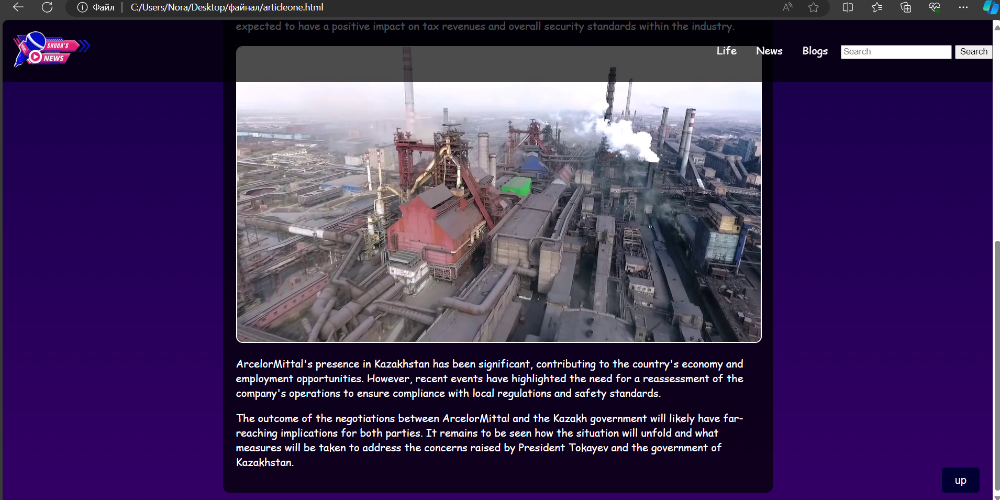 Файл
C:/Users/Nora/Desktop/файнал/articleone.html
expected to have a positive impact on tax revenues and overall security standards within the industry.
NEWS
SHUGA'S
NEWS
Life
News
Blogs
Search
Search
ArcelorMittal's presence in Kazakhstan has been significant, contributing to the country's economy and
employment opportunities. However, recent events have highlighted the need for a reassessment of the
company's operations to ensure compliance with local regulations and safety standards.
The outcome of the negotiations between ArcelorMittal and the Kazakh government will likely have far-
reaching implications for both parties. It remains to be seen how the situation will unfold and what
measures will be taken to address the concerns raised by President Tokayev and the government of
Kazakhstan.
up